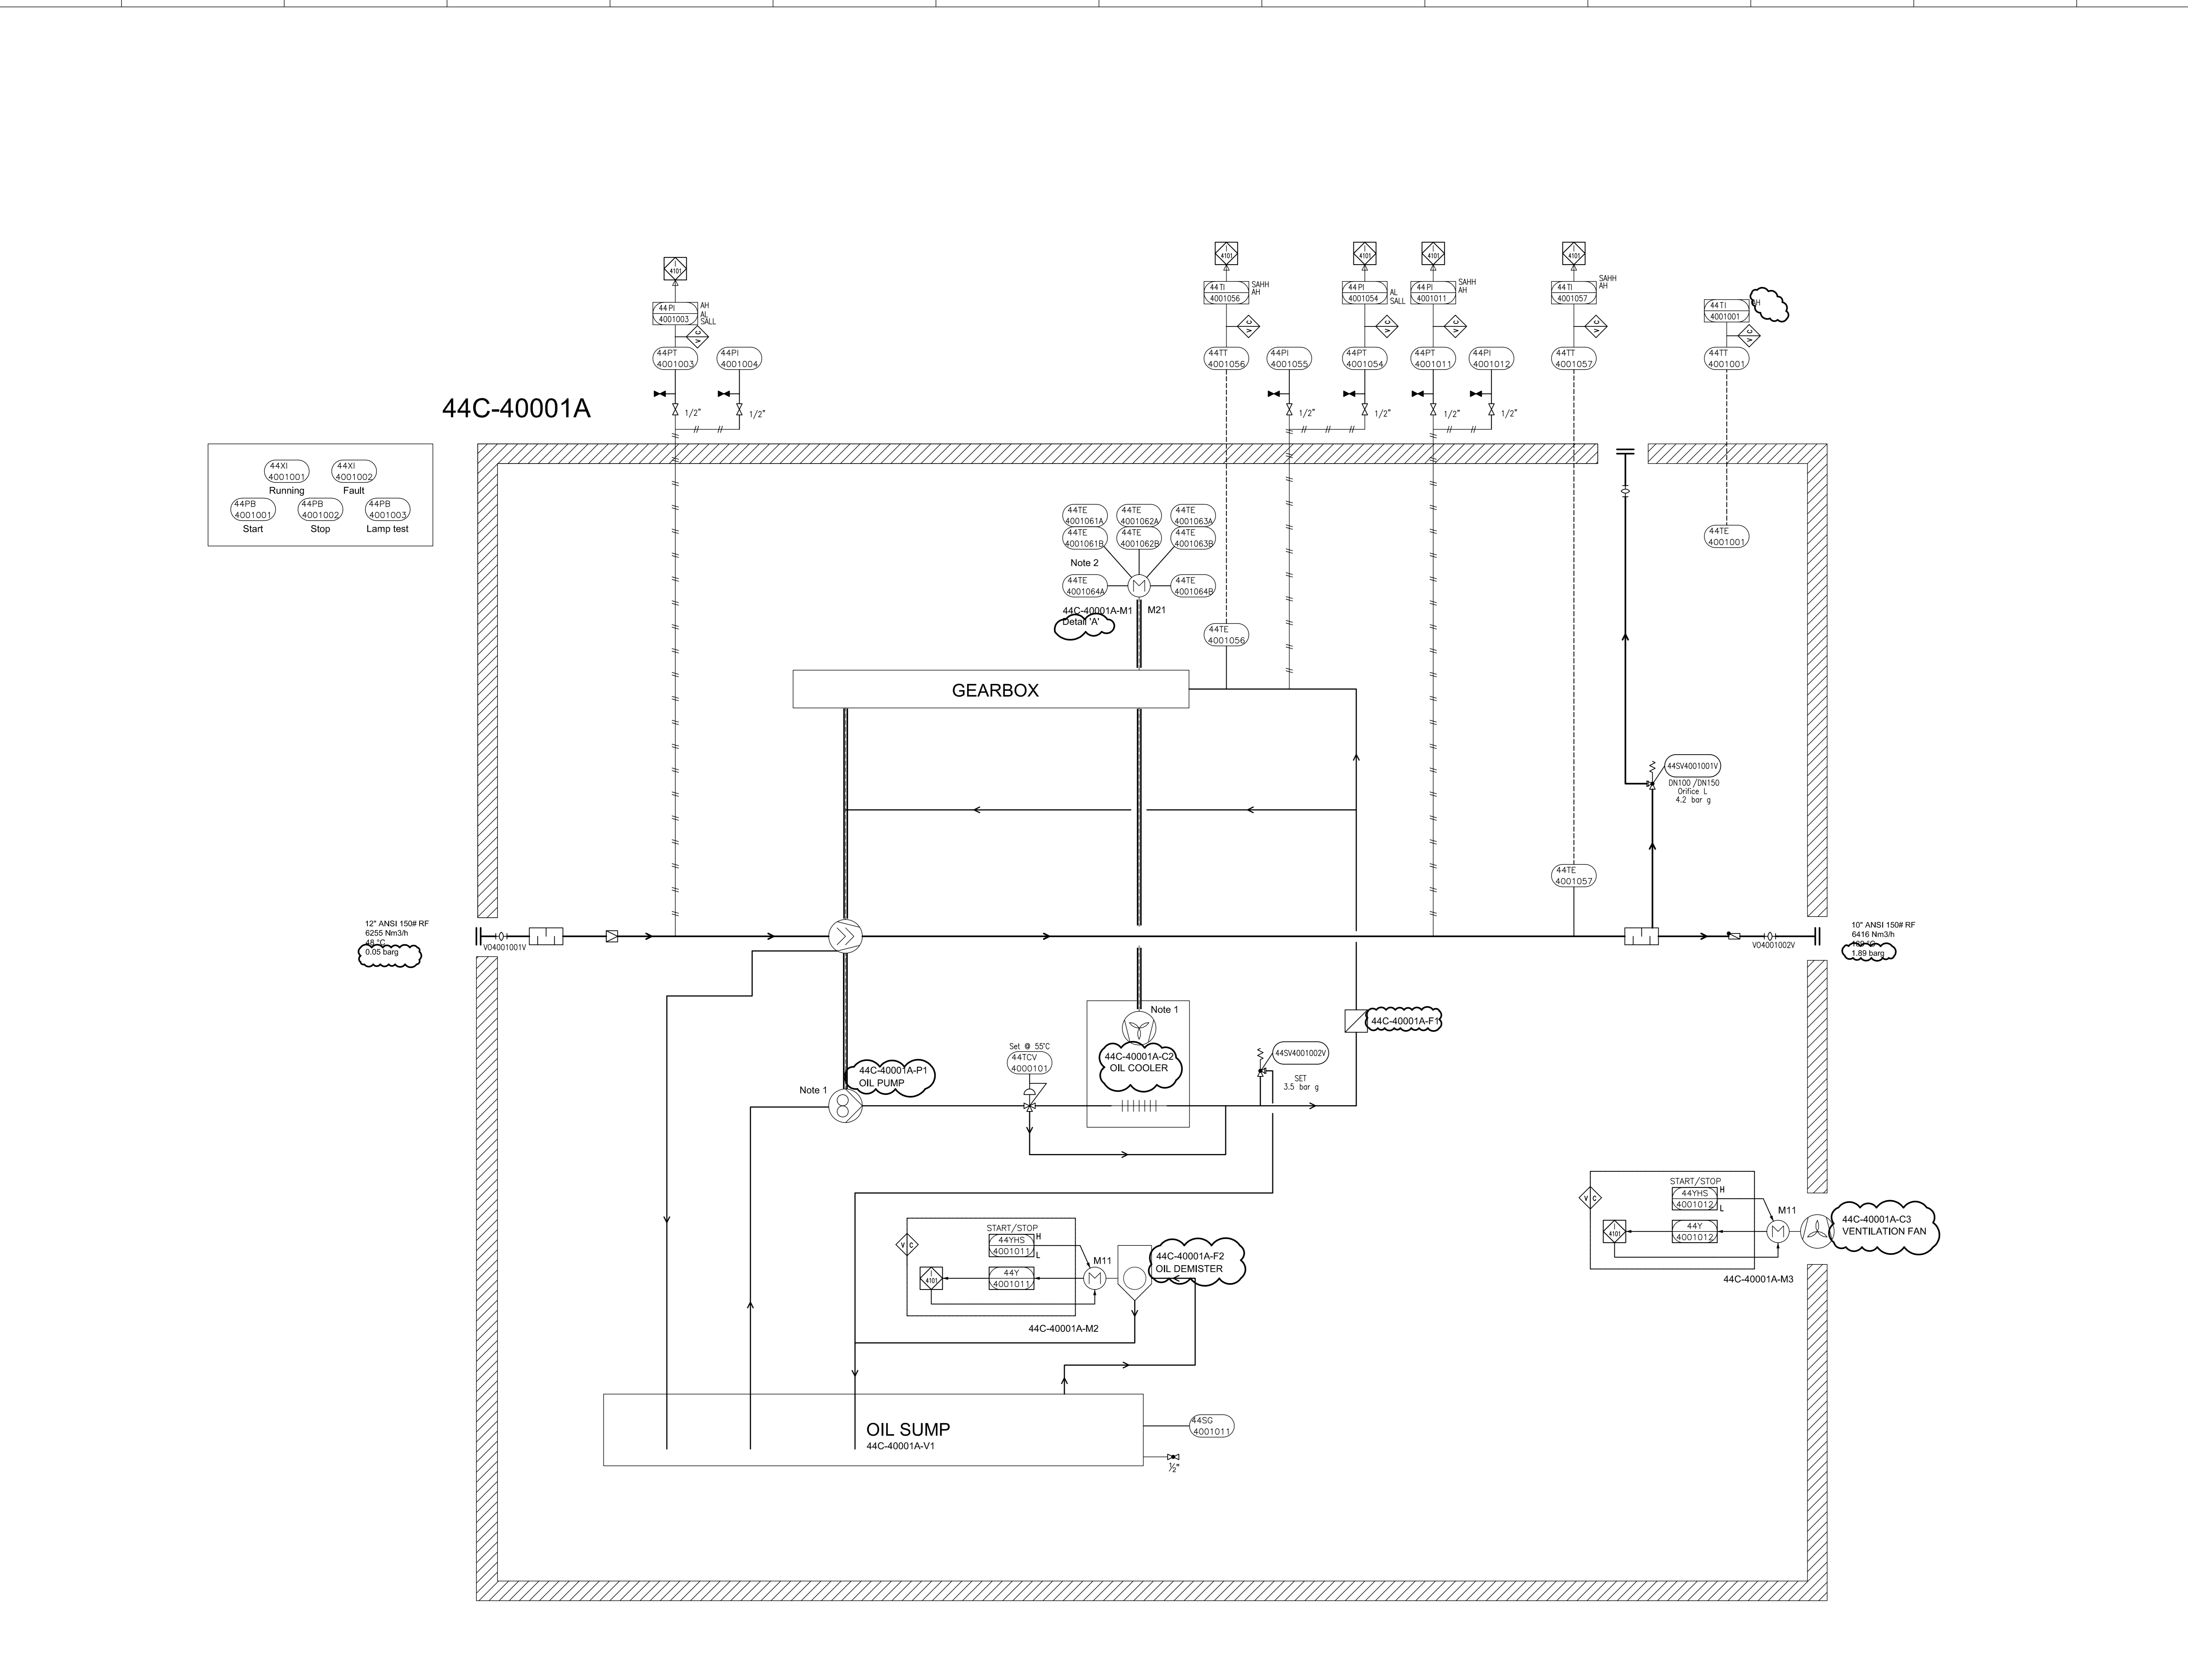 I
4101
I
4101
I
4101
I
4101
I
4101
44PI
4001003
AH
AL
SALL
V C
44TI
4001056
SAHH
AH
V C
44PI
4001054
AL
SALL
V C
44PI
4001011
SAHH
AH
V C
44TI
4001057
SAHH
AH
V C
44TI
4001001
V C
44PT
4001003
44PI
4001004
44TT
4001056
44PI
4001055
44PT
4001054
44PT
4001011
44PI
4001012
44TT
4001057
44TT
4001001
1/2"
1/2"
1/2"
1/2"
1/2"
1/2"
44C-40001A
44XI
4001001
Running
44XI
4001002
Fault
44PB
4001001
Start
44PB
4001002
Stop
44PB
4001003
Lamp test
44TE
4001061A
44TE
4001062A
44TE
4001063A
44TE
4001061B
44TE
4001062B
44TE
4001063B
Note 2
44TE
4001064A
M
44TE
4001064B
44C-40001A-M1
M21
Detail 'A'
44TE
4001056
44TE
4001001
GEARBOX
44SV4001001V
DN100 /DN150
Orifice L
4.2 bar g
44TE
4001057
12" ANSI 150# RF
6255 Nm3/h
48 °C
0.05 barg
VO4001001V
10" ANSI 150# RF
6416 Nm3/h
1.89 barg
VO4001002V
Note 1
44C-40001A-F1
Set @ 55°C
44TCV
4000101
44C-40001A-C2
OIL COOLER
44SV4001002V
SET
3.5 bar g
44C-40001A-P1
OIL PUMP
Note 1
START/STOP
44YHS
4001012
H
L
V C
M11
I
4101
44Y
4001012
M
44C-40001A-C3
VENTILATION FAN
44C-40001A-M3
START/STOP
44YHS
4001011
H
L
V C
M11
I
4101
44Y
4001011
M
44C-40001A-F2
OIL DEMISTER
44C-40001A-M2
OIL SUMP
44C-40001A-V1
44SG
4001011
1/2"